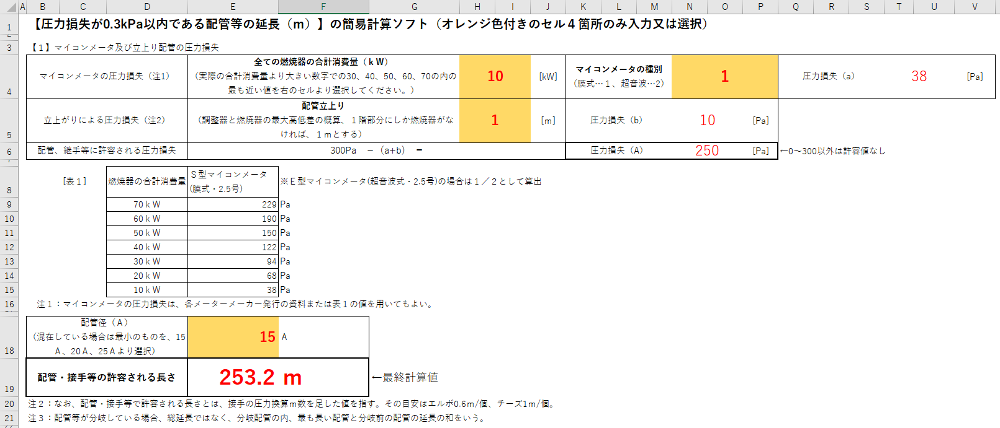 A B C D E F G H I J K L M N O P Q R S T U V
1 【圧力損失が0.3kPa以内である配管等の延長（m）】の簡易計算ソフト（オレンジ色付きのセル４箇所のみ入力又は選択）
2
3 【１】マイコンメータ及び立上り配管の圧力損失
全ての燃焼器の合計消費量（ｋW）
（実際の合計消費量より大きい数字での30、40、50、60、70の内の
最も近い値を右のセルより選択してください。）
マイコンメータの圧力損失（注1）
10 [kW]
マイコンメータの種別
（膜式…１、超音波…2）
1
圧力損失（a） 38 [Pa]
4
配管立上り
（調整器と燃焼器の最大高低差の概算、１階部分にしか燃焼器がな
ければ、１ｍとする）
立上がりによる圧力損失（注2）
1 [m]
圧力損失（b） 10 [Pa]
5
6 配管、継手等に許容される圧力損失 300Pa －（a+b） ＝ 圧力損失（A） 250 [Pa] ←0～300以外は許容値なし
7
[表１] 燃焼器の合計消費量 Ｓ型マイコンメータ
(膜式・2.5号)
※Ｅ型マイコンメータ(超音波式・2.5号)の場合は１／２として算出
8
9 70ｋＷ 229 Pa
10 60ｋＷ 190 Pa
11 50ｋＷ 150 Pa
12 40ｋＷ 122 Pa
13 30ｋＷ 94 Pa
14 20ｋＷ 68 Pa
15 10ｋＷ 38 Pa
16 注１：マイコンメータの圧力損失は、各メーターメーカー発行の資料または表１の値を用いてもよい。
配管径（Ａ）
（混在している場合は最小のものを、15
Ａ、20Ａ、25Ａより選択）
15 A
18
配管・接手等の許容される長さ 253.2 m ←最終計算値
19
20 注２：なお、配管・接手等で許容される長さとは、接手の圧力換算ｍ数を足した値を指す。その目安はエルボ0.6ｍ/個、チーズ1ｍ/個。
21 注３：配管等が分岐している場合、総延長ではなく、分岐配管の内、最も長い配管と分岐前の配管の延長の和をいう。